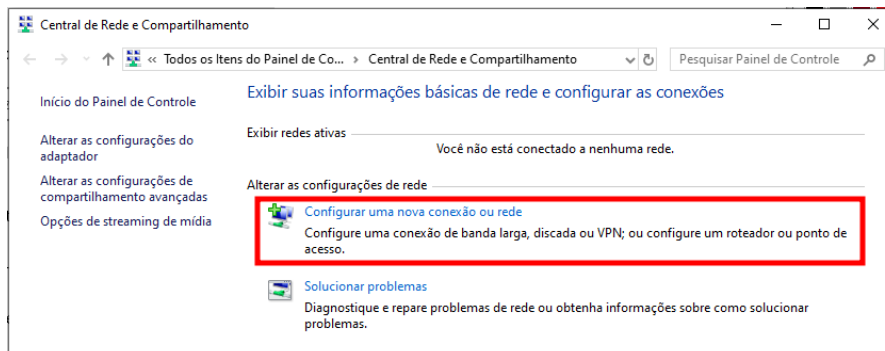 Central de Rede e Compartilhamento
« Todos os Itens do Painel de Co... > Central de Rede e Compartilhamento
Pesquisar Painel de Controle
Início do Painel de Controle
Alterar as configurações do
adaptador
Alterar as configurações de
compartilhamento avançadas
Opções de streaming de mídia
Exibir suas informações básicas de rede e configurar as conexões
Exibir redes ativas
Você não está conectado a nenhuma rede.
Alterar as configurações de rede
Configurar uma nova conexão ou rede
Configure uma conexão de banda larga, discada ou VPN; ou configure um roteador ou ponto de
acesso.
Solucionar problemas
Diagnostique e repare problemas de rede ou obtenha informações sobre como solucionar
problemas.